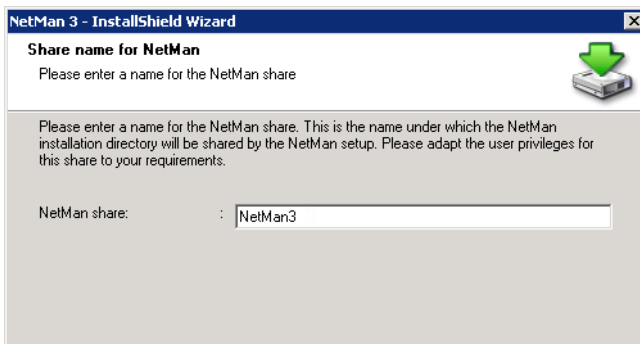 NetMan 3 - InstallShield Wizard
Share name for NetMan
Please enter a name for the NetMan share
Please enter a name for the NetMan share. This is the name under which the NetMan
installation directory will be shared by the NetMan setup. Please adapt the user privileges for
this share to your requirements.
NetMan share: : NetMan3